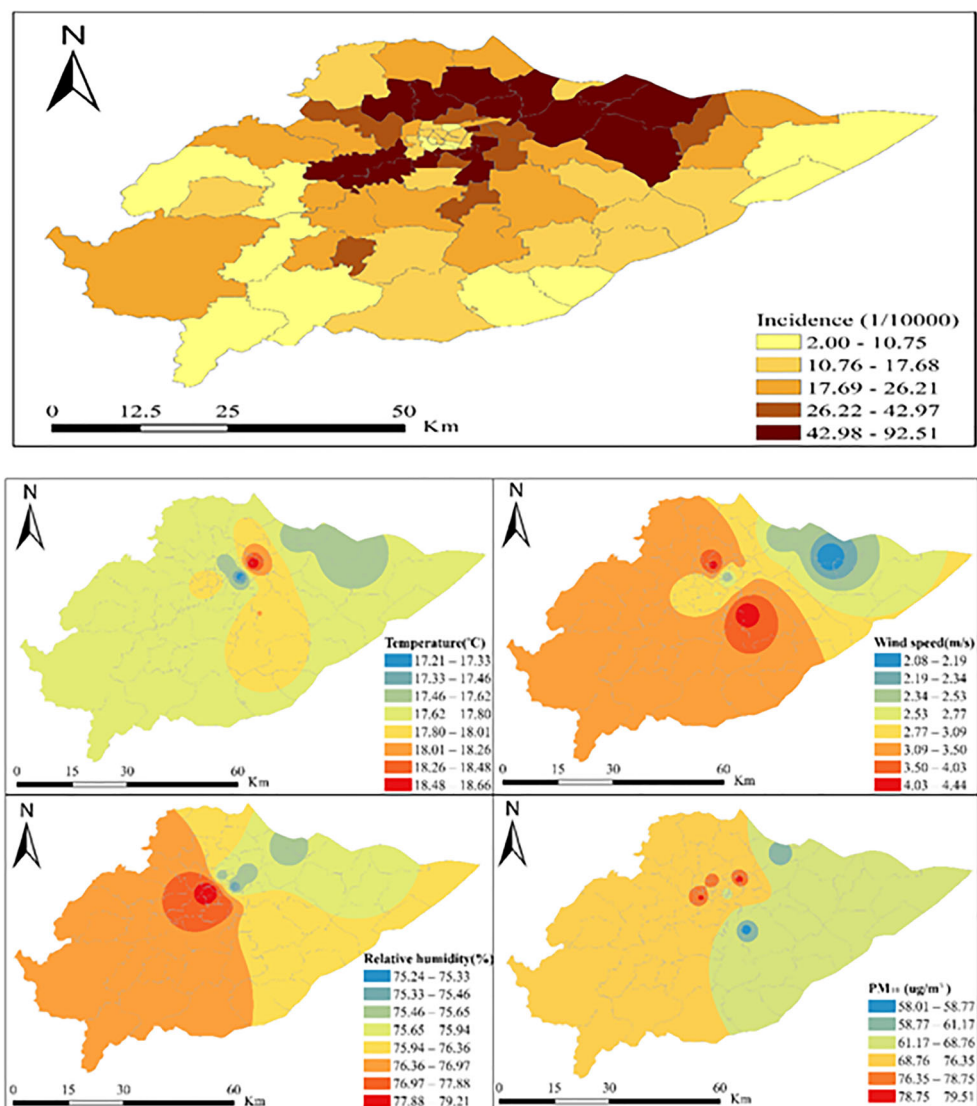 N
Incidence (1/10000)
2.00 - 10.75
10.76 - 17.68
17.69 - 26.21
26.22 - 42.97
42.98 - 92.51
0 12.5 25 50
Km
N
Temperature(°C)
17.21 – 17.33
17.33 – 17.46
17.46 – 17.62
17.62 – 17.80
17.80 – 18.01
18.01 – 18.26
18.26 – 18.48
18.48 – 18.66
0 15 30 60
Km
N
Wind speed(m/s)
2.08 – 2.19
2.19 – 2.34
2.34 – 2.53
2.53 – 2.77
2.77 – 3.09
3.09 – 3.50
3.50 – 4.03
4.03 – 4.44
0 15 30 60
Km
N
Relative humidity(%)
75.24 – 75.33
75.33 – 75.46
75.46 – 75.65
75.65 – 75.94
75.94 – 76.36
76.36 – 76.97
76.97 – 77.88
77.88 – 79.21
0 15 30 60
Km
N
PM₁₀ (ug/m³)
58.01 – 58.77
58.77 – 61.17
61.17 – 68.76
68.76 – 76.35
76.35 – 78.75
78.75 – 79.51
0 15 30 60
Km